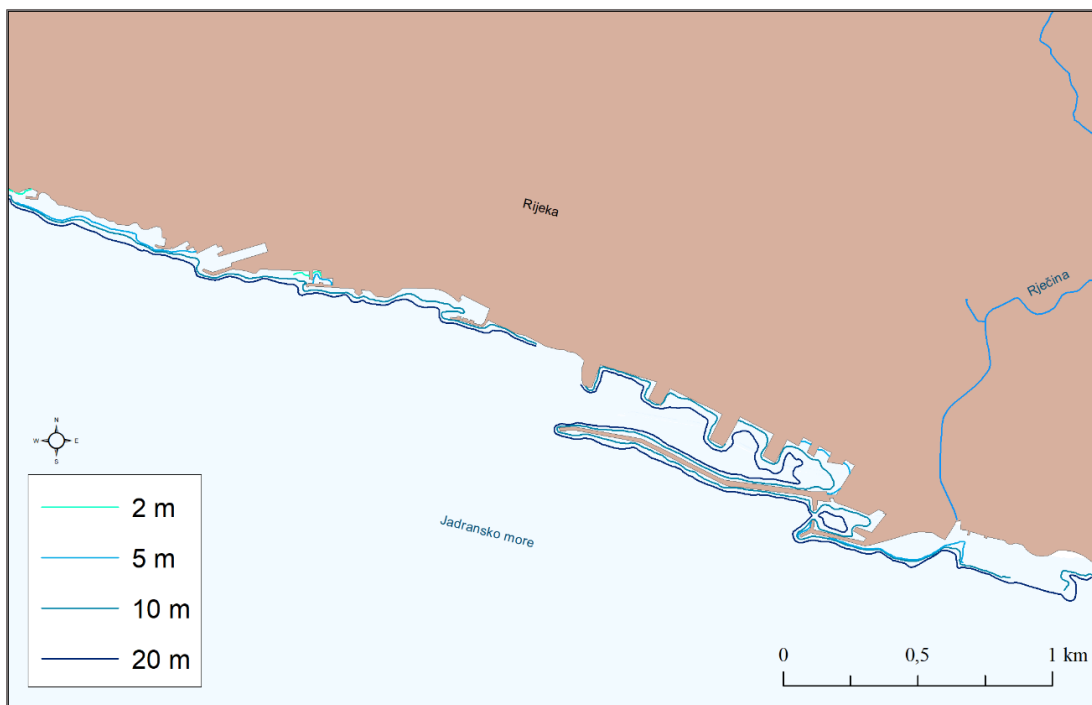 Rijeka
Rječina
Jadransko more
N
W E
S
2 m
5 m
10 m
20 m
0 0,5 1 km